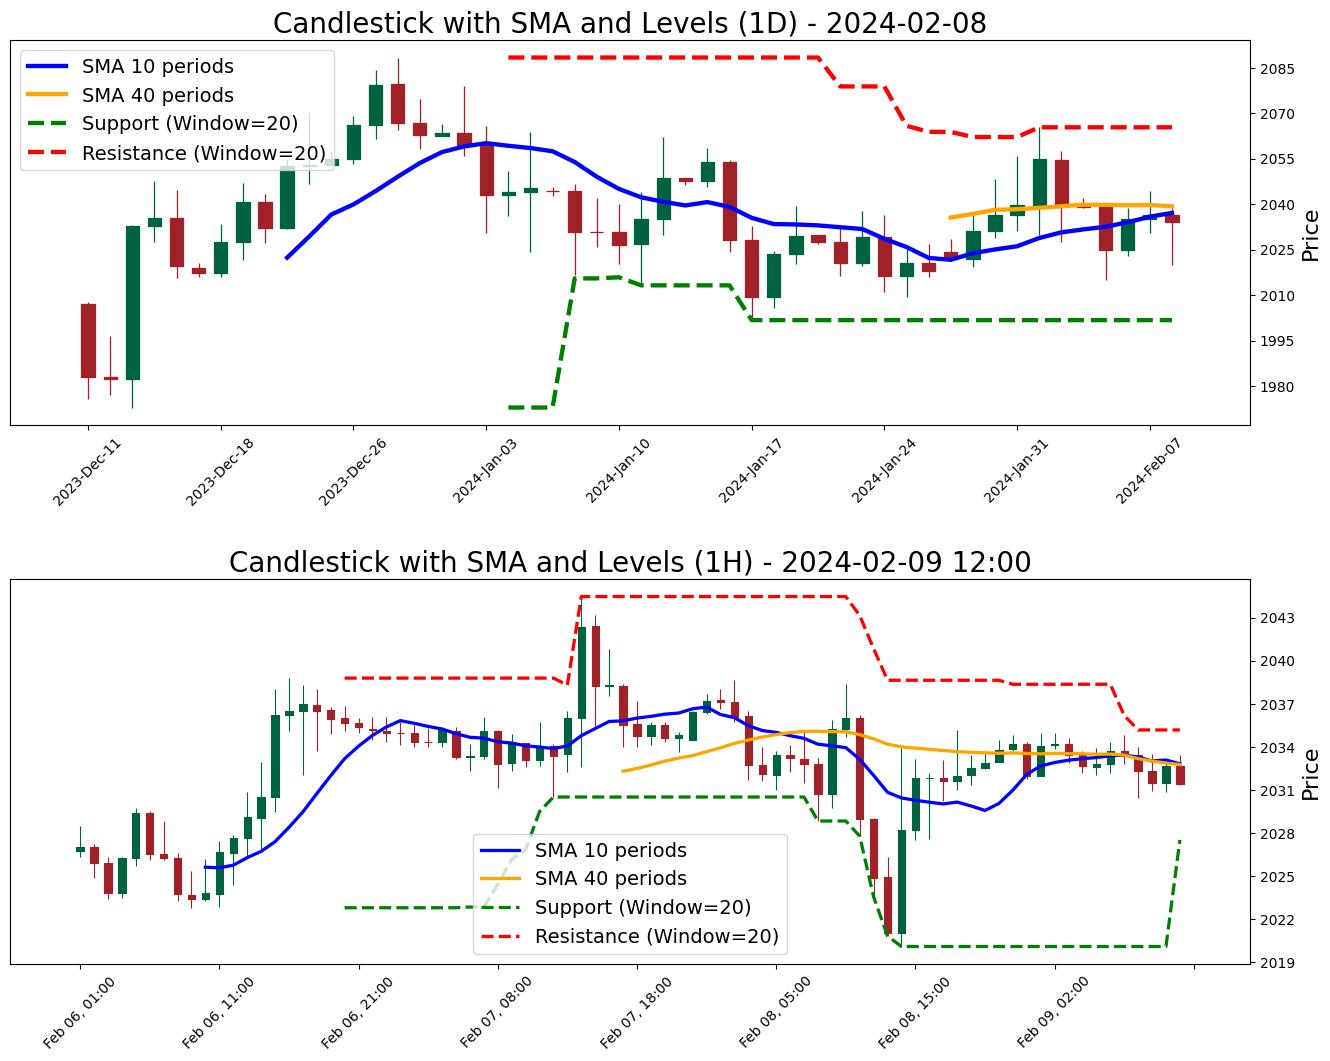 Candlestick with SMA and Levels (1D) - 2024-02-08
SMA 10 periods
SMA 40 periods
Support (Window=20)
Resistance (Window=20)
2085
2070
2055
2040
2025
2010
1995
1980
Price
2023-Dec-11
2023-Dec-18
2023-Dec-26
2024-Jan-03
2024-Jan-10
2024-Jan-17
2024-Jan-24
2024-Jan-31
2024-Feb-07
Candlestick with SMA and Levels (1H) - 2024-02-09 12:00
2043
2040
2037
2034
2031
2028
2025
2022
2019
Price
SMA 10 periods
SMA 40 periods
Support (Window=20)
Resistance (Window=20)
Feb 06, 01:00
Feb 06, 11:00
Feb 06, 21:00
Feb 07, 08:00
Feb 07, 18:00
Feb 08, 05:00
Feb 08, 15:00
Feb 09, 02:00